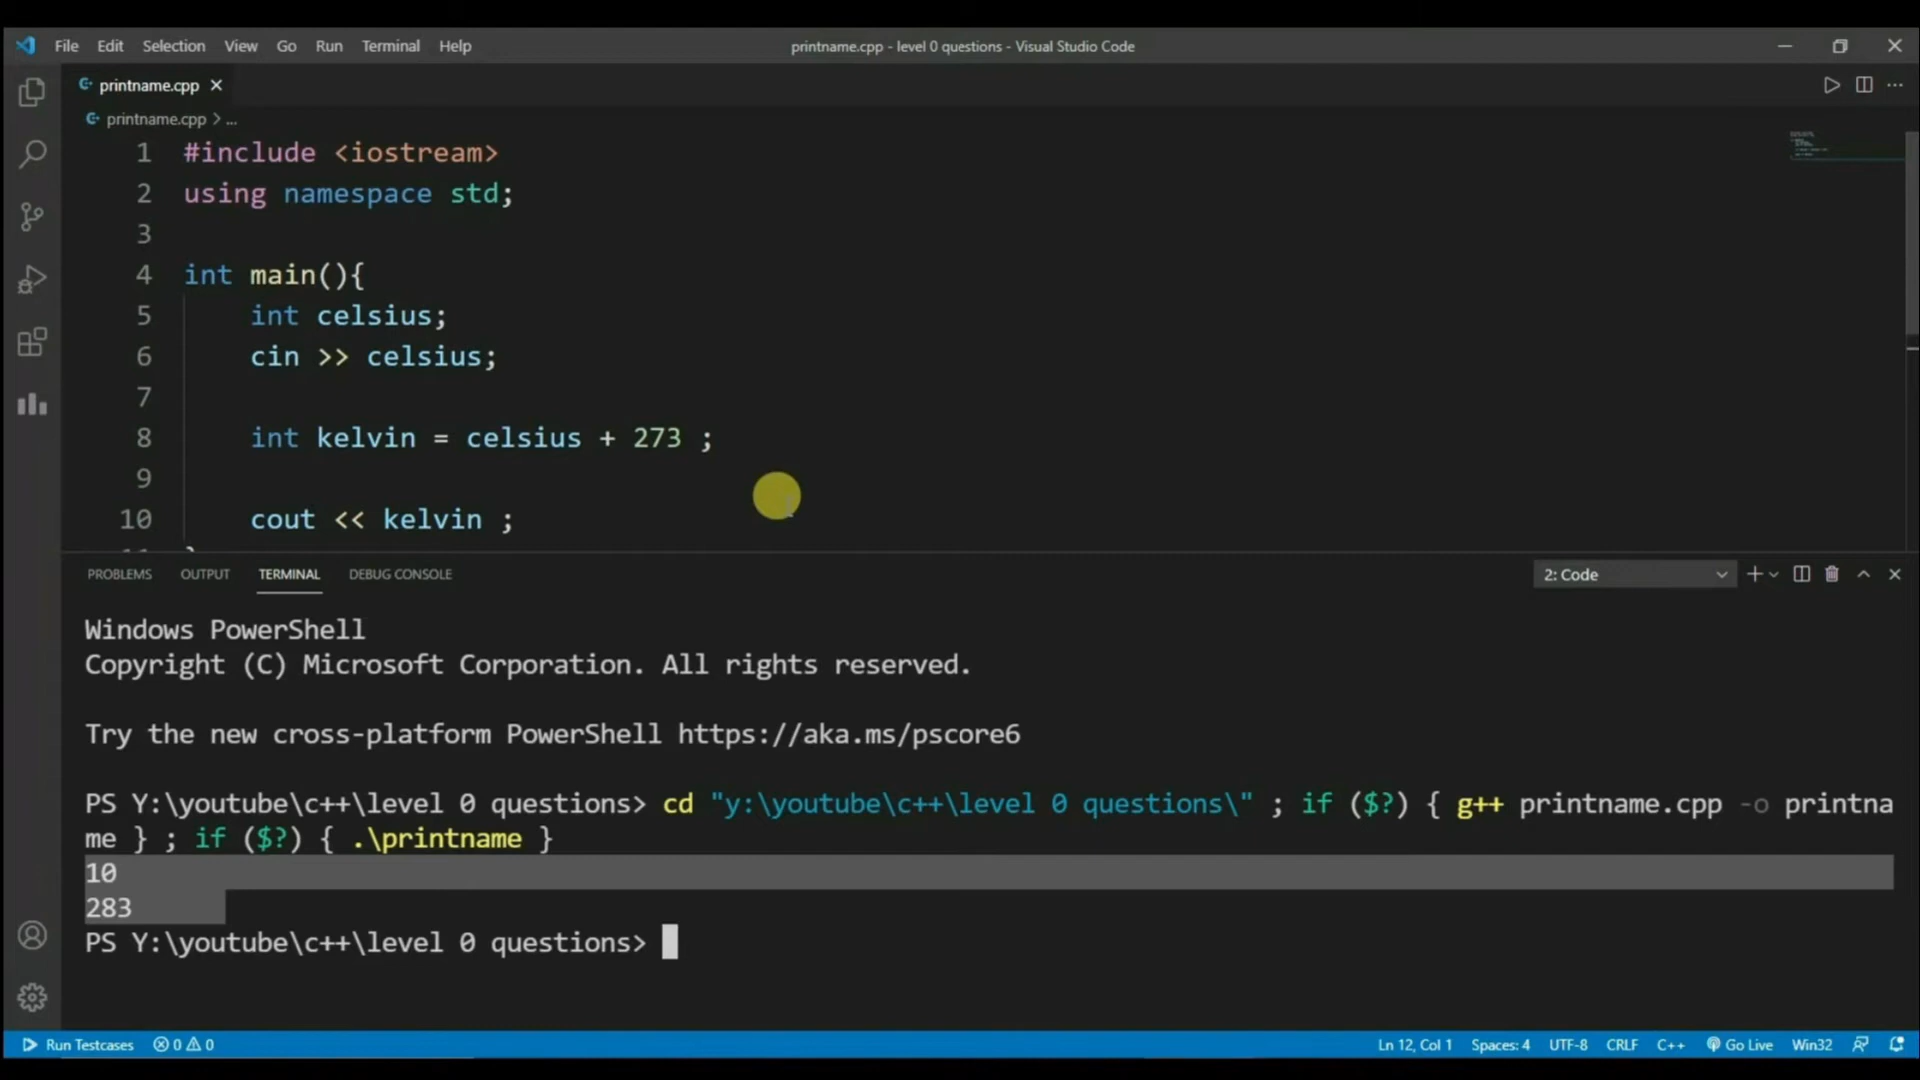 File Edit Selection View Go Run Terminal Help
printname.cpp - level 0 questions - Visual Studio Code
printname.cpp
printname.cpp > ...
1 #include <iostream>
2 using namespace std;
3
4 int main(){
5 int celsius;
6 cin >> celsius;
7
8 int kelvin = celsius + 273 ;
9
10 cout << kelvin ;
PROBLEMS OUTPUT TERMINAL DEBUG CONSOLE
2: Code
Windows PowerShell
Copyright (C) Microsoft Corporation. All rights reserved.
Try the new cross-platform PowerShell https://aka.ms/pscore6
PS Y:\youtube\c++\level 0 questions> cd "y:\youtube\c++\level 0 questions\" ; if ($?) { g++ printname.cpp -o printna
me } ; if ($?) { .\printname }
10
283
PS Y:\youtube\c++\level 0 questions>
Run Testcases 0 0 Ln 12, Col 1 Spaces: 4 UTF-8 CRLF C++ Go Live Win32